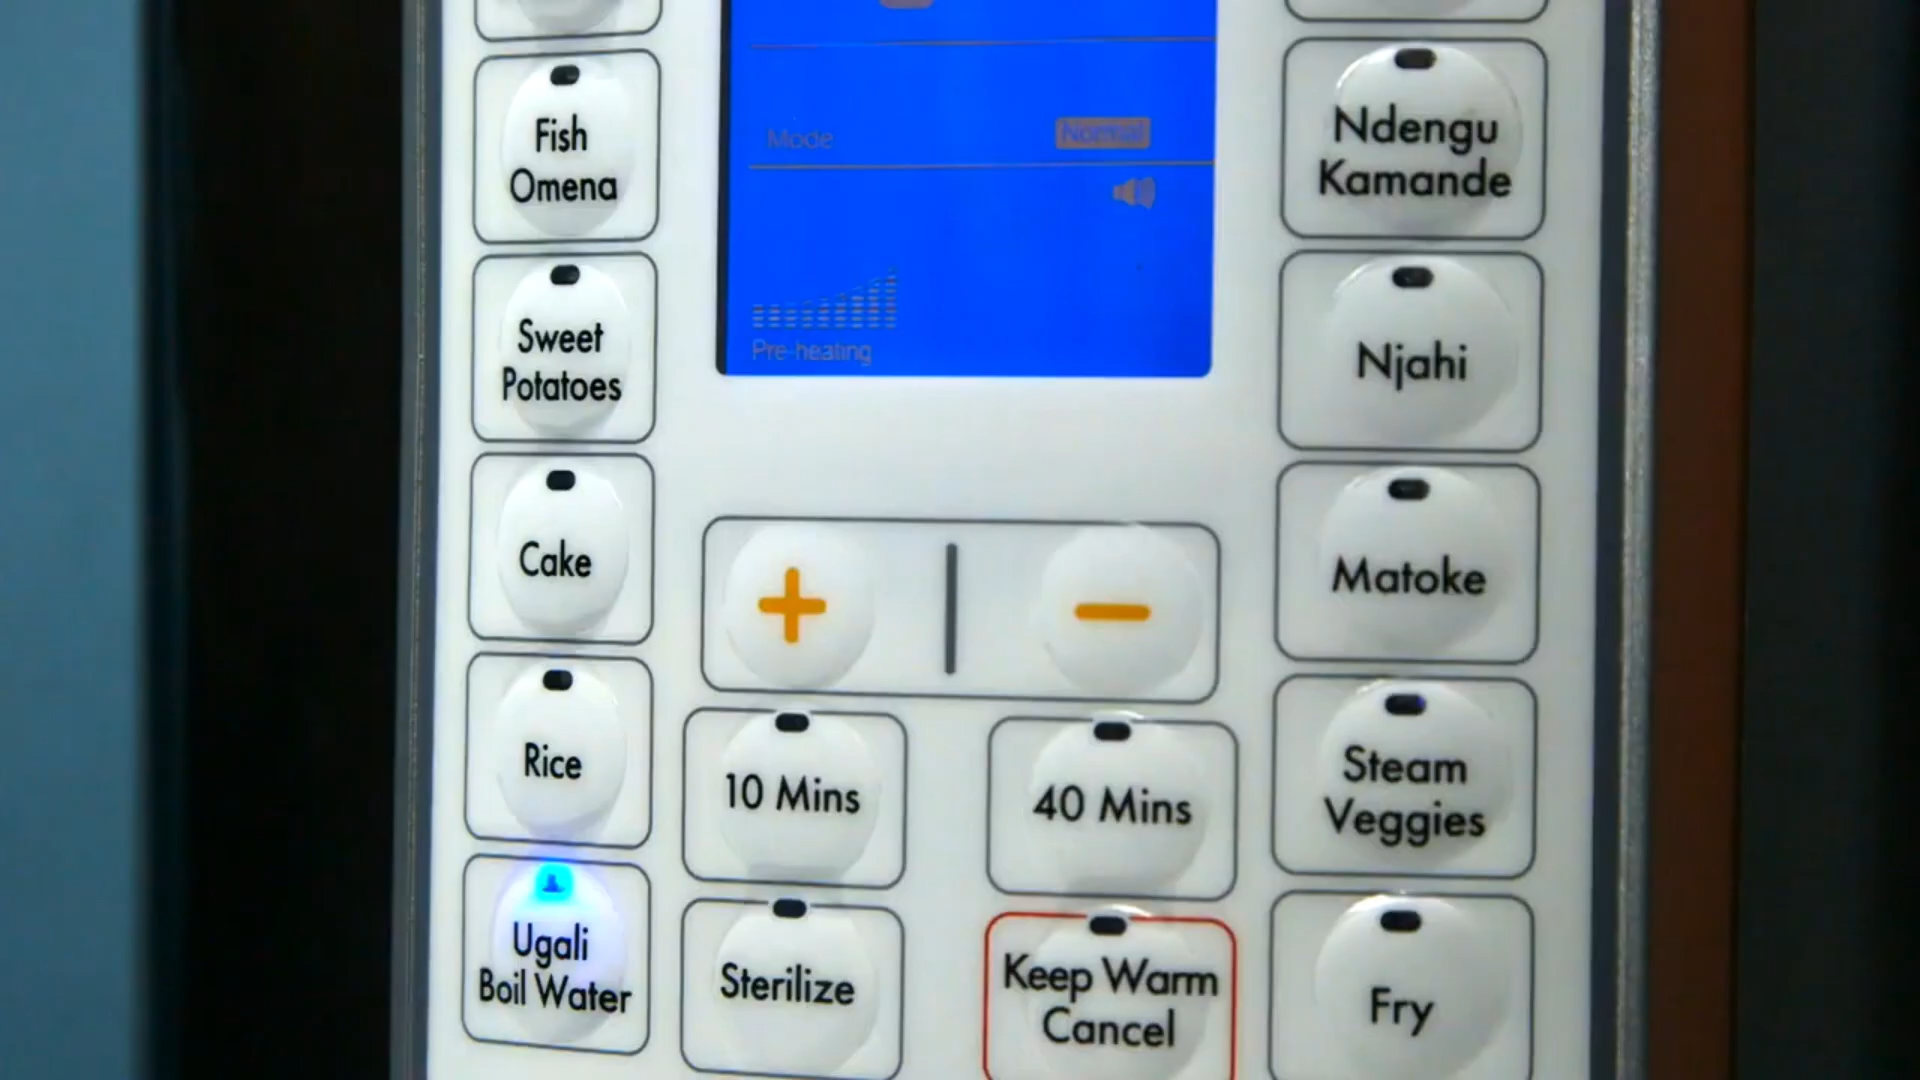 Fish
Omena
Sweet
Potatoes
Cake
Rice
Ugali
Boil Water
Mode Normal
Pre-heating
+ −
10 Mins
40 Mins
Sterilize
Keep Warm
Cancel
Ndengu
Kamande
Njahi
Matoke
Steam
Veggies
Fry